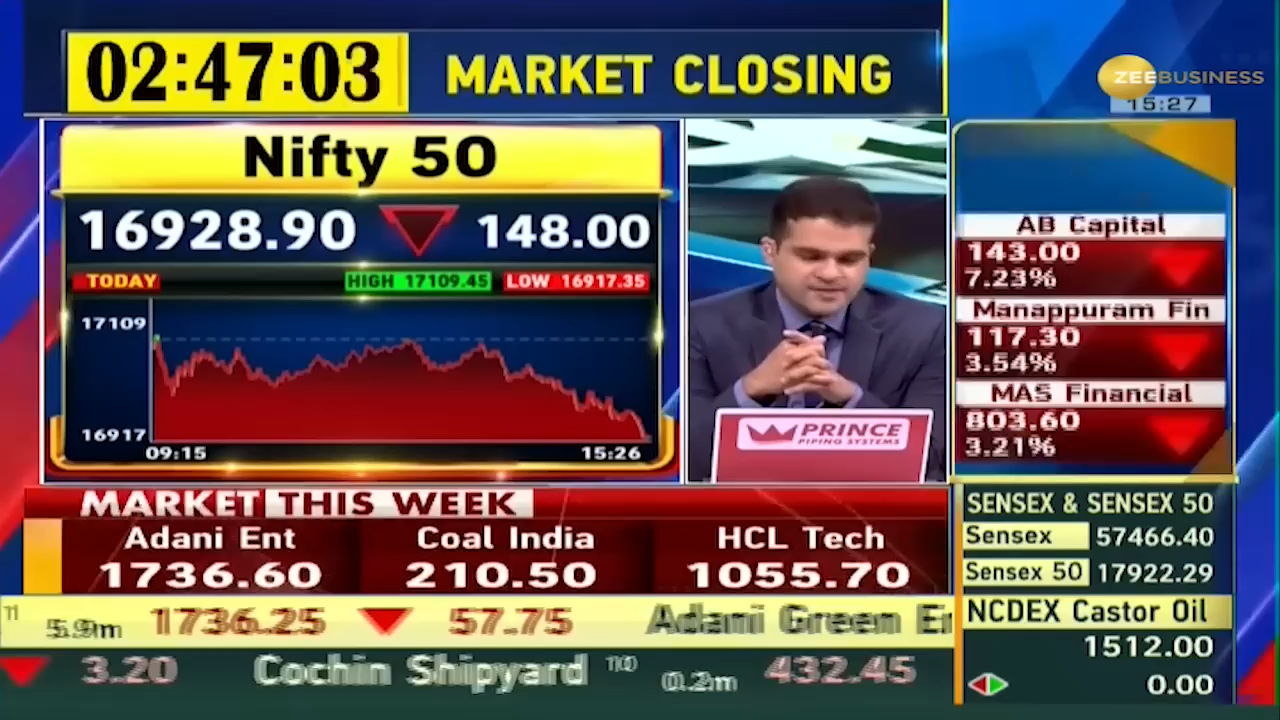 02:47:03 MARKET CLOSING
ZEEBUSINESS
15:27
Nifty 50
16928.90 148.00
TODAY HIGH 17109.45 LOW 16917.35
17109
16917
09:15 15:26
PRINCE
PIPING SYSTEMS
AB Capital
143.00
7.23%
Manappuram Fin
117.30
3.54%
MAS Financial
803.60
3.21%
MARKET THIS WEEK
Adani Ent Coal India HCL Tech
1736.60 210.50 1055.70
SENSEX & SENSEX 50
Sensex 57466.40
Sensex 50 17922.29
NCDEX Castor Oil
1512.00
0.00
5.9m 1736.25 57.75 Adani Green En
3.20 Cochin Shipyard 0.2m 432.45